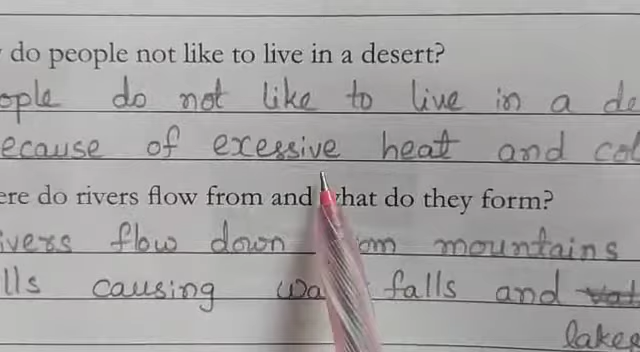 do people not like to live in a desert?
ople do not like to live in a de
ecause of exessive heat and col
ere do rivers flow from and what do they form?
ivers flow down om mountains
lls causing wa falls and
lakes